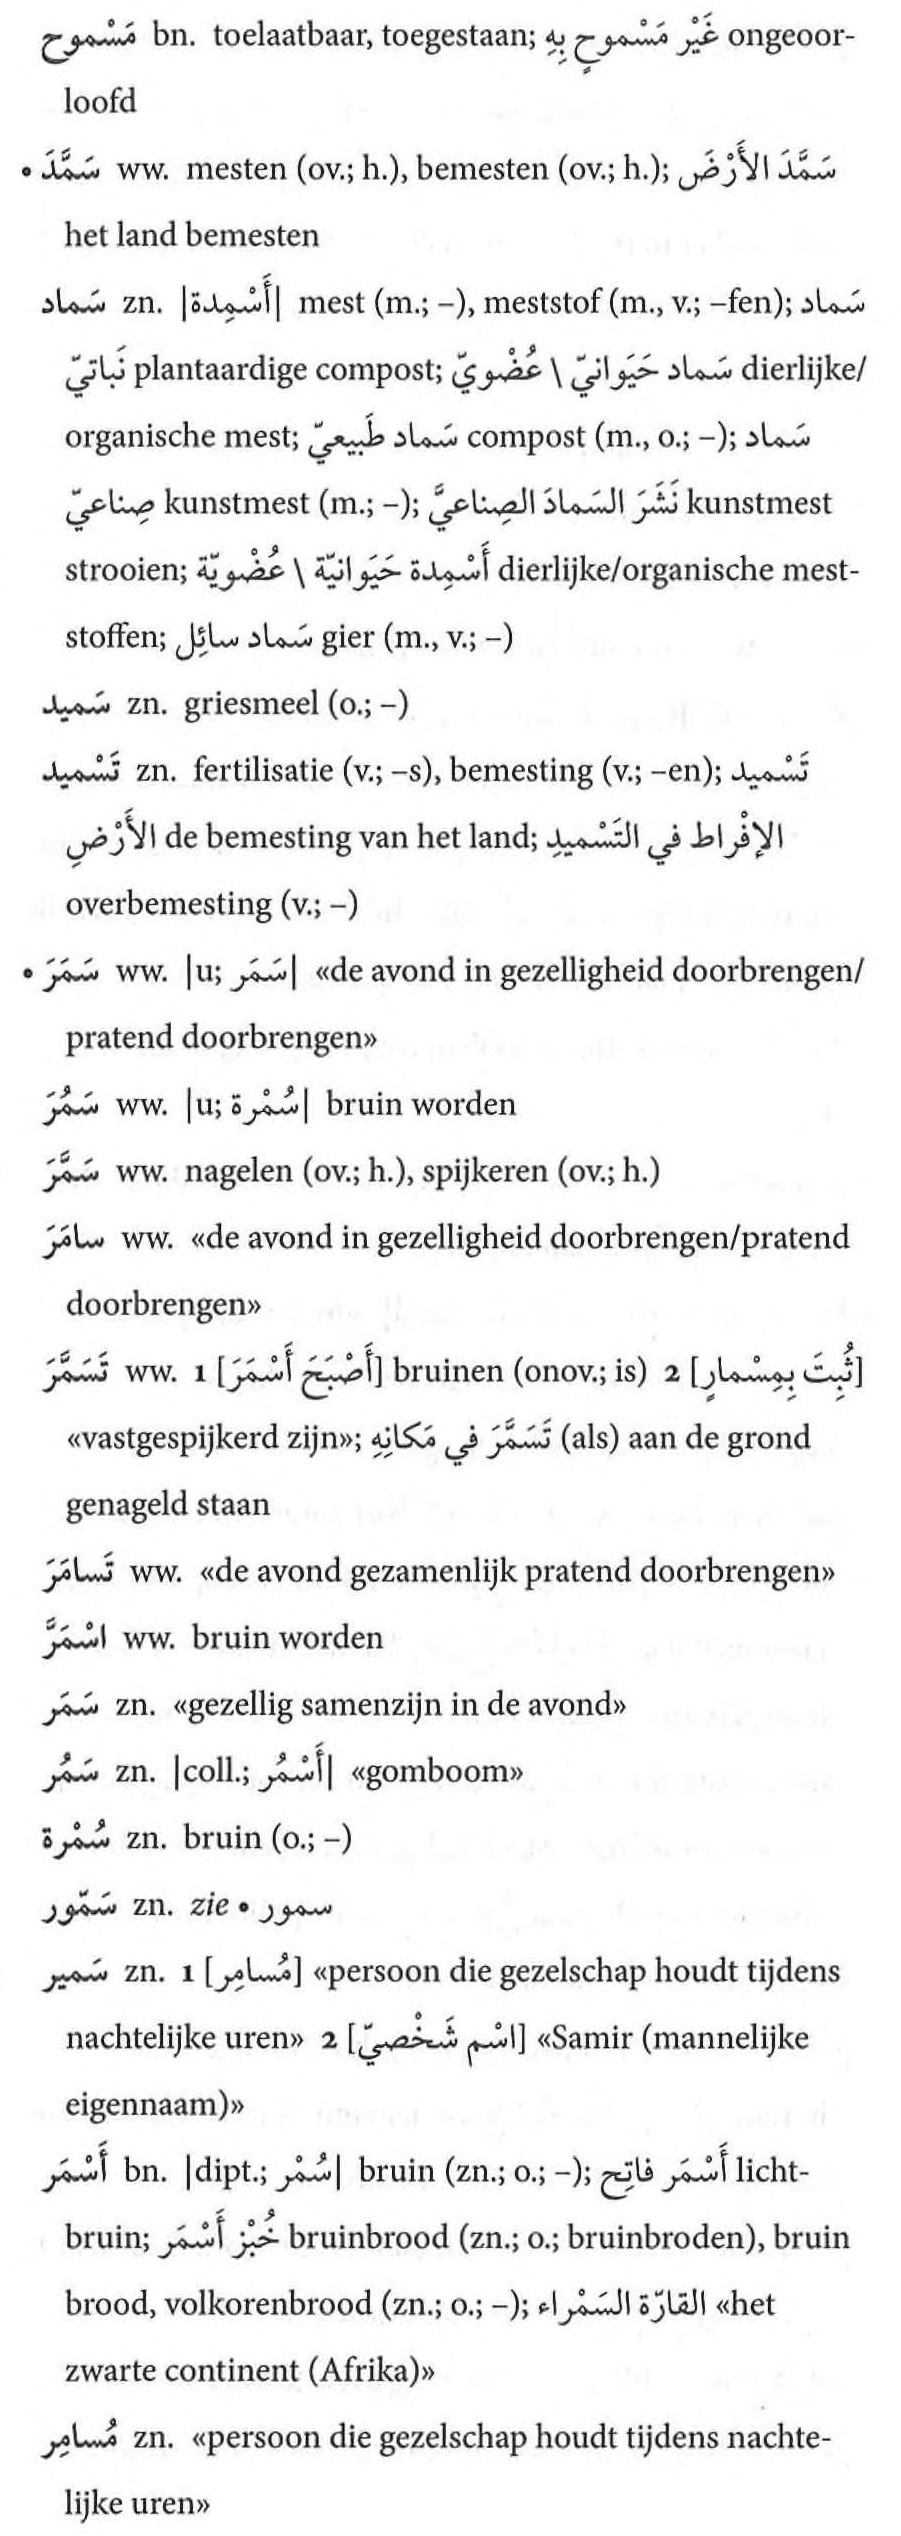 مَسْموح bn. toelaatbaar, toegestaan; غَيْر مَسْموحٍ بِهِ ongeoor-
loofd
• سَمَّدَ ww. mesten (ov.; h.), bemesten (ov.; h.); سَمَّدَ الأَرْضَ
het land bemesten
سَماد zn. |أَسْمِدة| mest (m.; –), meststof (m., v.; –fen); سَماد
نَباتيّ plantaardige compost; سَماد حَيَوانيّ \ عُضْويّ dierlijke/
organische mest; سَماد طَبيعيّ compost (m., o.; –); سَماد
صِناعيّ kunstmest (m.; –); نَشَرَ السَمادَ الصِناعيَّ kunstmest
strooien; أَسْمِدة حَيَوانيّة \ عُضْويّة dierlijke/organische mest-
stoffen; سَماد سائِل gier (m., v.; –)
سَميد zn. griesmeel (o.; –)
تَسْميد zn. fertilisatie (v.; –s), bemesting (v.; –en); تَسْميد
الأَرْضِ de bemesting van het land; الإفْراط في التَسْميدِ
overbemesting (v.; –)
• سَمَرَ ww. |u; سَمَر| «de avond in gezelligheid doorbrengen/
pratend doorbrengen»
سَمُرَ ww. |u; سُمْرة| bruin worden
سَمَّرَ ww. nagelen (ov.; h.), spijkeren (ov.; h.)
سامَرَ ww. «de avond in gezelligheid doorbrengen/pratend
doorbrengen»
تَسَمَّرَ ww. 1 [أَصْبَحَ أَسْمَرَ] bruinen (onov.; is) 2 [ثُبِّتَ بِمِسْمارٍ]
«vastgespijkerd zijn»; تَسَمَّرَ في مَكانِهِ (als) aan de grond
genageld staan
تَسامَرَ ww. «de avond gezamenlijk pratend doorbrengen»
اسْمَرَّ ww. bruin worden
سَمَر zn. «gezellig samenzijn in de avond»
سَمُر zn. |coll.; أَسْمُر| «gomboom»
سُمْرة zn. bruin (o.; –)
سَمّور zn. zie • سمور
سَمير zn. 1 [مُسامِر] «persoon die gezelschap houdt tijdens
nachtelijke uren» 2 [اسْم شَخْصيّ] «Samir (mannelijke
eigennaam)»
أَسْمَر bn. |dipt.; سُمْر| bruin (zn.; o.; –); أَسْمَر فاتِح licht-
bruin; خُبْز أَسْمَر bruinbrood (zn.; o.; bruinbroden), bruin
brood, volkorenbrood (zn.; o.; –); القارّة السَمْراء «het
zwarte continent (Afrika)»
مُسامِر zn. «persoon die gezelschap houdt tijdens nachte-
lijke uren»